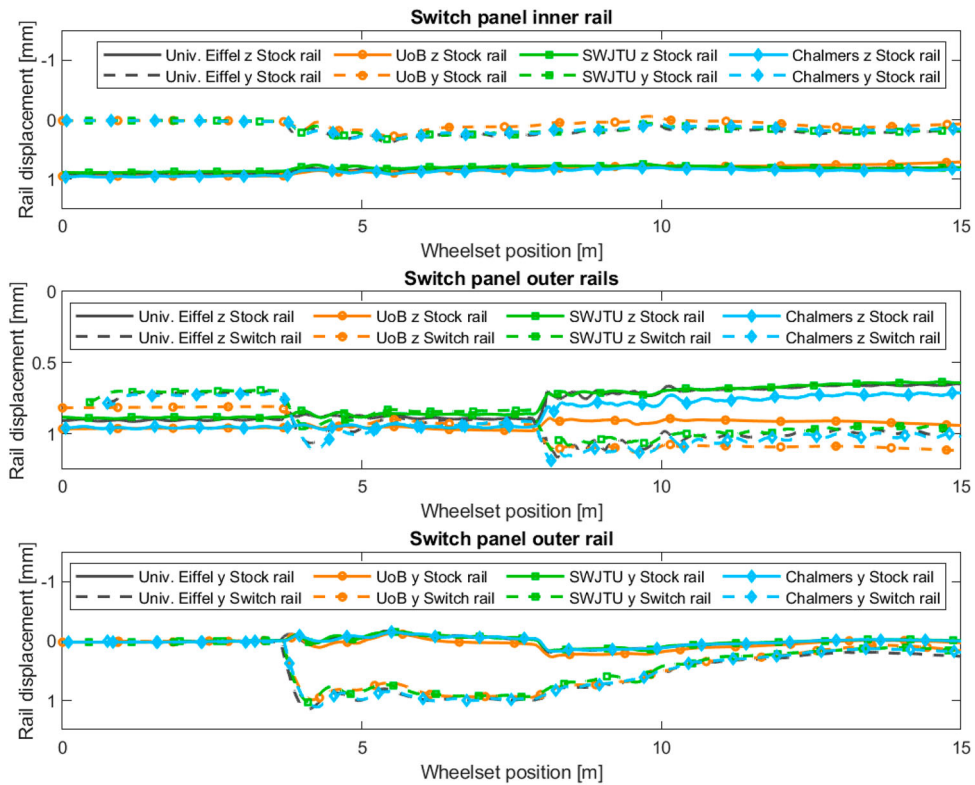 Switch panel inner rail
Univ. Eiffel z Stock rail UoB z Stock rail SWJTU z Stock rail Chalmers z Stock rail
Univ. Eiffel y Stock rail UoB y Stock rail SWJTU y Stock rail Chalmers y Stock rail
Rail displacement [mm]
-1
0
1
0 5 10 15
Wheelset position [m]
Switch panel outer rails
Univ. Eiffel z Stock rail UoB z Stock rail SWJTU z Stock rail Chalmers z Stock rail
Univ. Eiffel z Switch rail UoB z Switch rail SWJTU z Switch rail Chalmers z Switch rail
Rail displacement [mm]
0
0.5
1
0 5 10 15
Wheelset position [m]
Switch panel outer rail
Univ. Eiffel y Stock rail UoB y Stock rail SWJTU y Stock rail Chalmers y Stock rail
Univ. Eiffel y Switch rail UoB y Switch rail SWJTU y Switch rail Chalmers y Switch rail
Rail displacement [mm]
-1
0
1
0 5 10 15
Wheelset position [m]